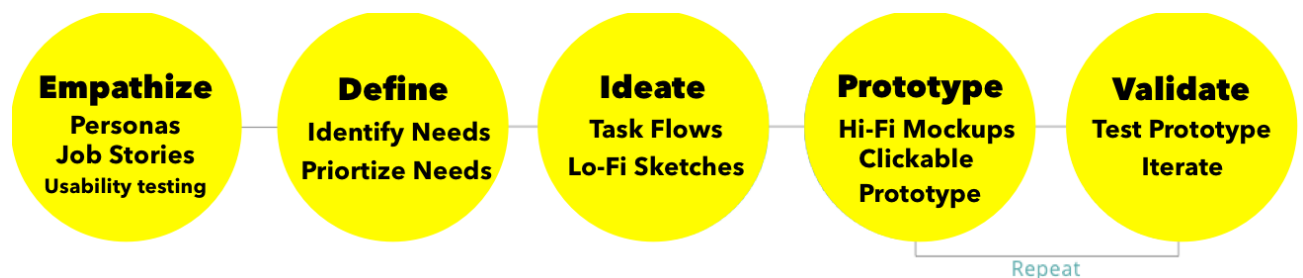 Empathize
Personas
Job Stories
Usability testing
Define
Identify Needs
Priortize Needs
Ideate
Task Flows
Lo-Fi Sketches
Prototype
Hi-Fi Mockups
Clickable
Prototype
Validate
Test Prototype
Iterate
Repeat